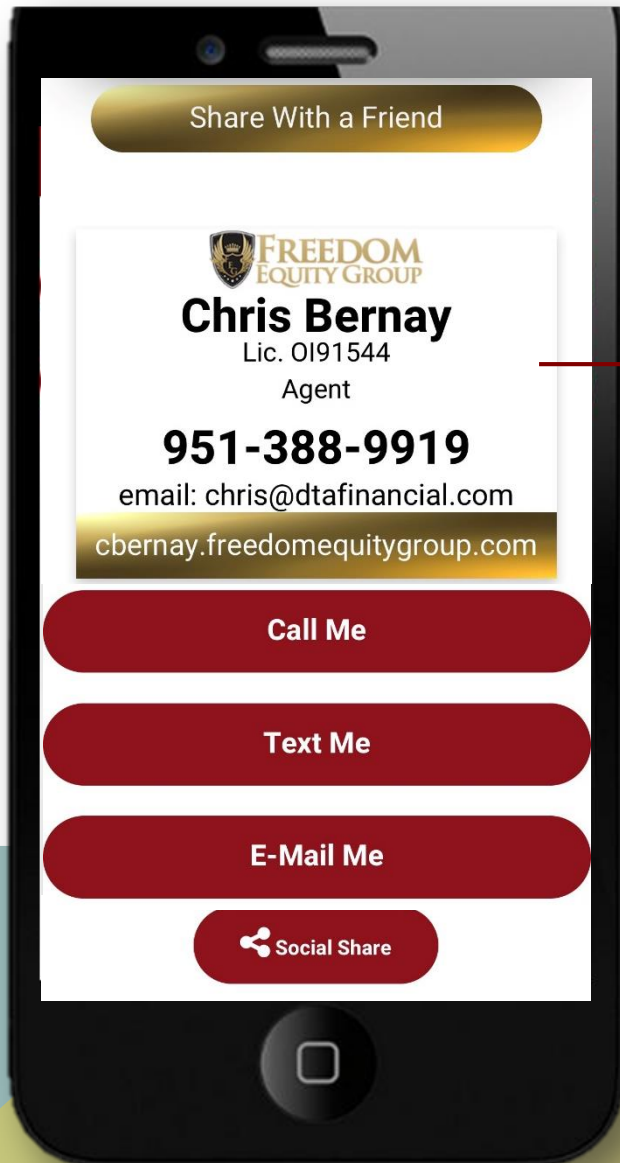 Share With a Friend
FREEDOM
EQUITY GROUP
Chris Bernay
Lic. OI91544
Agent
951-388-9919
email: chris@dtafinancial.com
cbernay.freedomequitygroup.com
Call Me
Text Me
E-Mail Me
Social Share